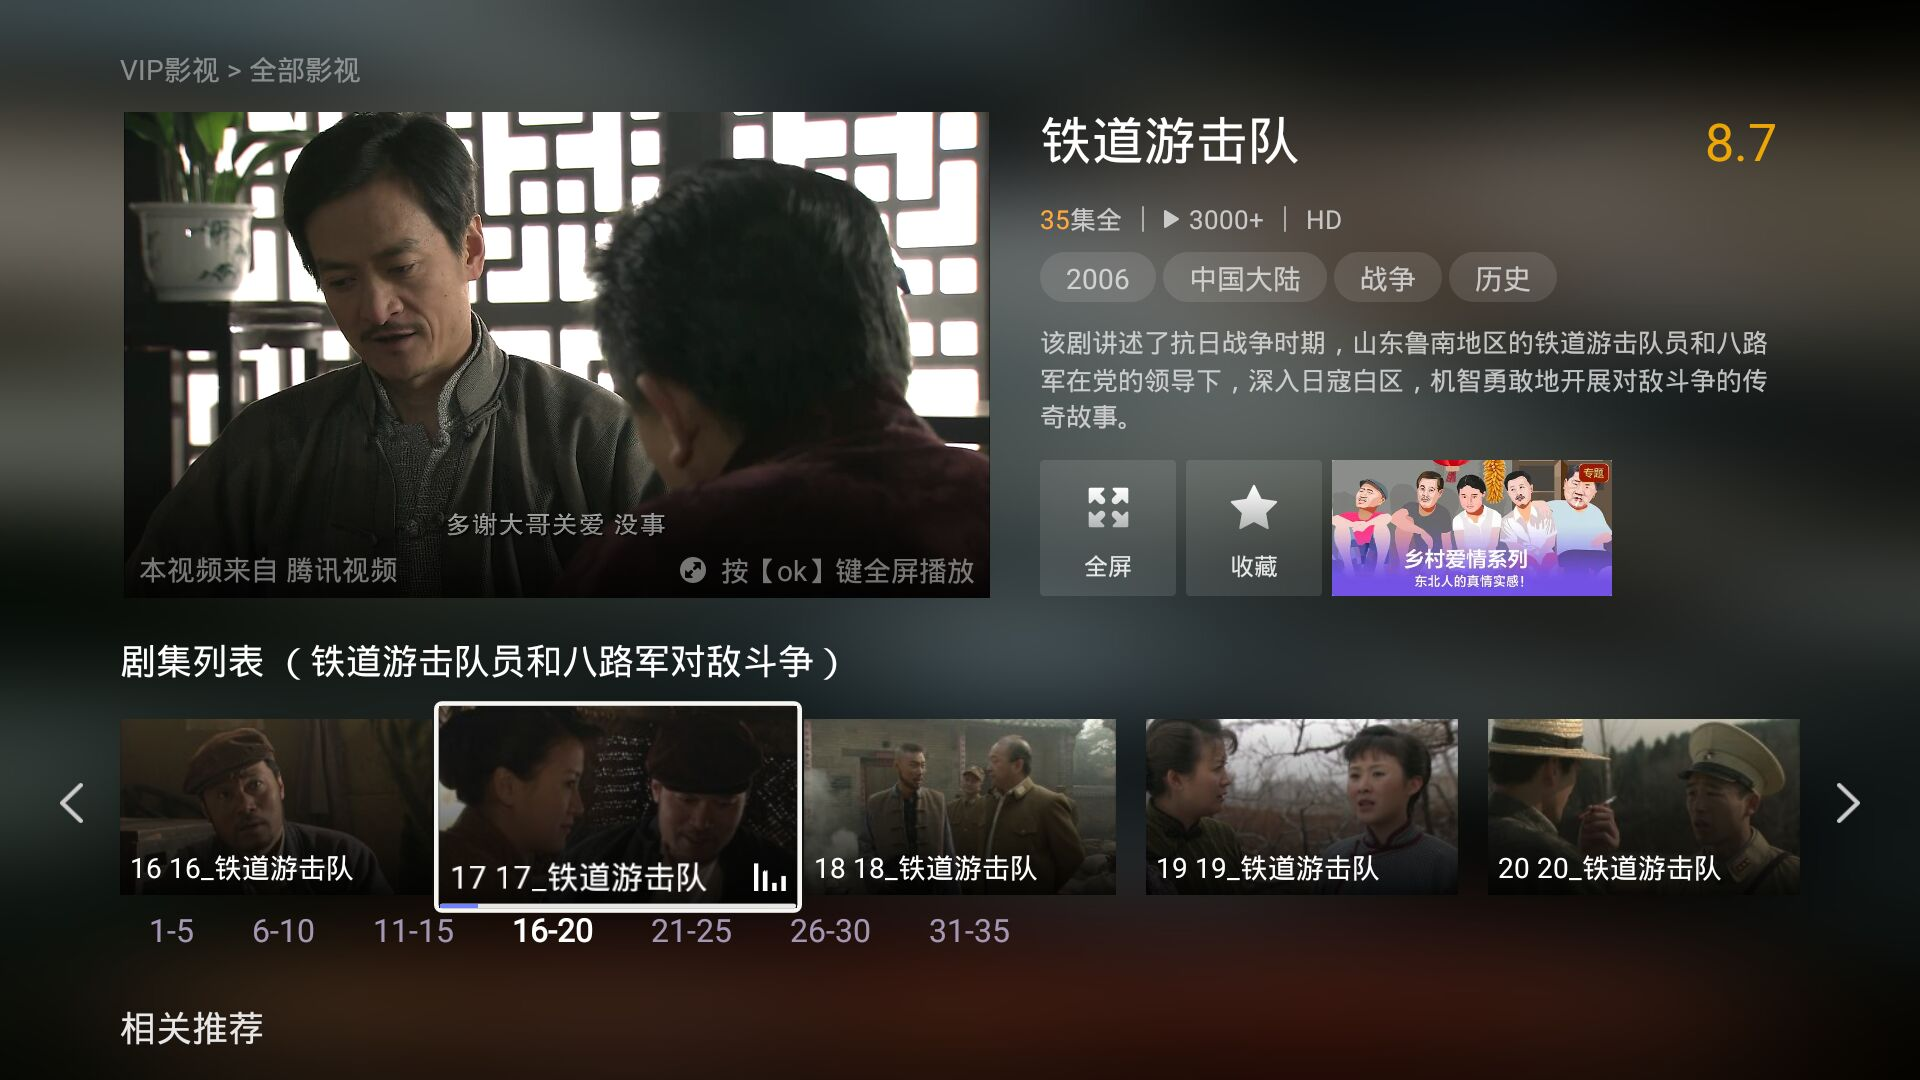 VIP影视 > 全部影视
多谢大哥关爱 没事
本视频来自 腾讯视频
按【ok】键全屏播放
铁道游击队
8.7
35集全 | 3000+ | HD
2006 中国大陆 战争 历史
该剧讲述了抗日战争时期，山东鲁南地区的铁道游击队员和八路
军在党的领导下，深入日寇白区，机智勇敢地开展对敌斗争的传
奇故事。
全屏
收藏
专题
乡村爱情系列
东北人的真情实感!
剧集列表 （铁道游击队员和八路军对敌斗争）
16 16_铁道游击队
17 17_铁道游击队
18 18_铁道游击队
19 19_铁道游击队
20 20_铁道游击队
1-5 6-10 11-15 16-20 21-25 26-30 31-35
相关推荐